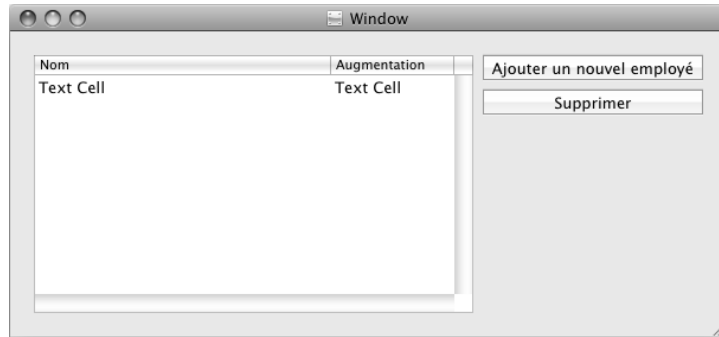 Window
Nom Augmentation
Text Cell Text Cell
Ajouter un nouvel employé
Supprimer